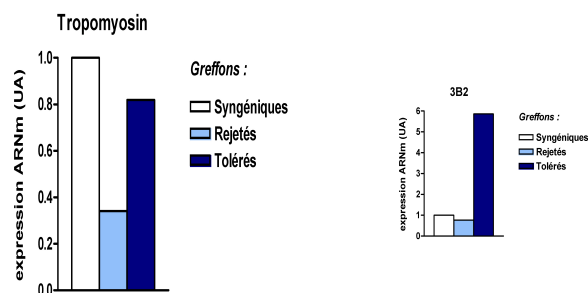 Tropomyosin
expression ARNm (UA)
1.0
0.8
0.6
0.4
0.2
0.0
Greffons :
Syngéniques
Rejetés
Tolérés
3B2
expression ARNm (UA)
6
5
4
3
2
1
0
Greffons :
Syngéniques
Rejetés
Tolérés